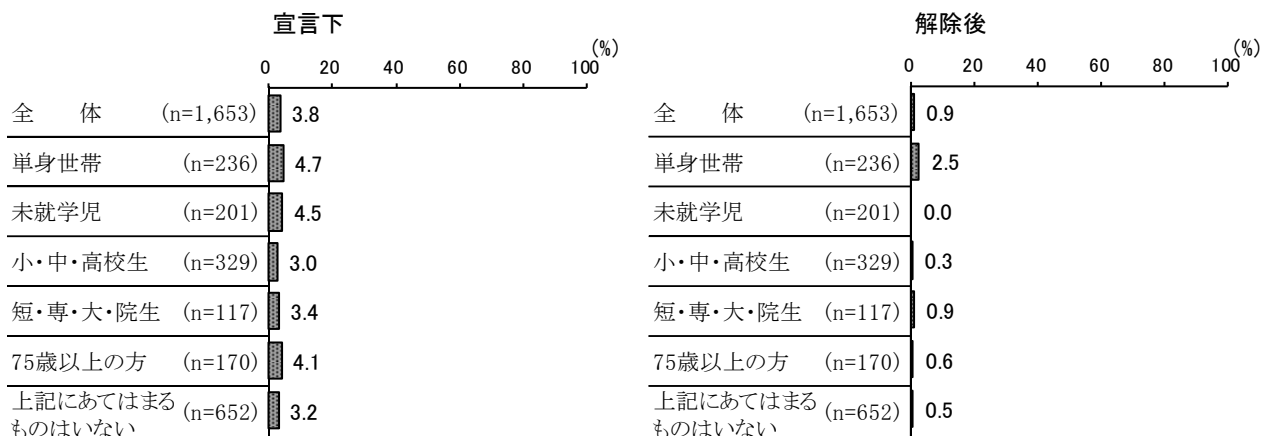 宣言下
(%)
0 20 40 60 80 100
全 体 (n=1,653) 3.8
単身世帯 (n=236) 4.7
未就学児 (n=201) 4.5
小・中・高校生 (n=329) 3.0
短・専・大・院生 (n=117) 3.4
75歳以上の方 (n=170) 4.1
上記にあてはまる
ものはいない (n=652) 3.2
解除後
(%)
0 20 40 60 80 100
全 体 (n=1,653) 0.9
単身世帯 (n=236) 2.5
未就学児 (n=201) 0.0
小・中・高校生 (n=329) 0.3
短・専・大・院生 (n=117) 0.9
75歳以上の方 (n=170) 0.6
上記にあてはまる
ものはいない (n=652) 0.5